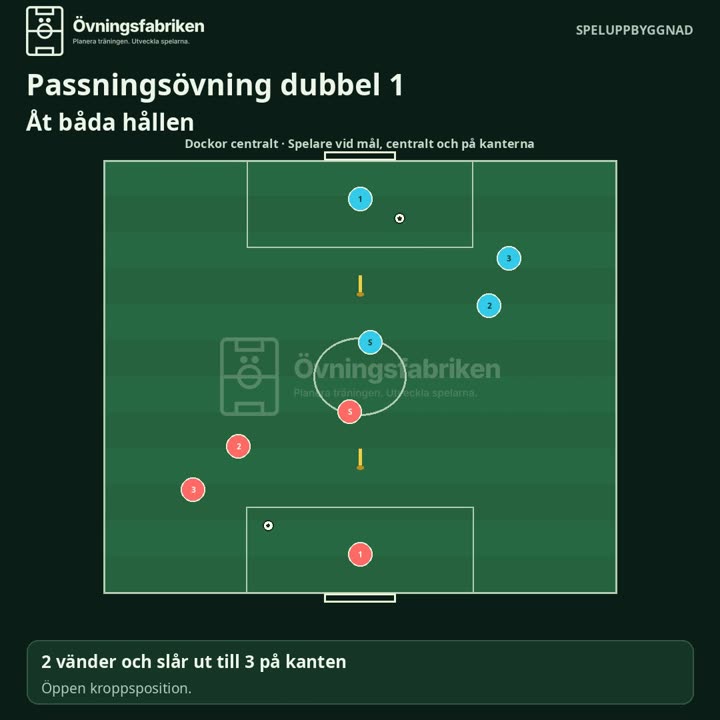 Övningsfabriken
Planera träningen. Utveckla spelarna.
SPELUPPBYGGNAD
Passningsövning dubbel 1
Åt båda hållen
Dockor centralt · Spelare vid mål, centralt och på kanterna
1
3
2
S
Övningsfabriken
Planera träningen. Utveckla spelarna.
S
2
3
1
2 vänder och slår ut till 3 på kanten
Öppen kroppsposition.